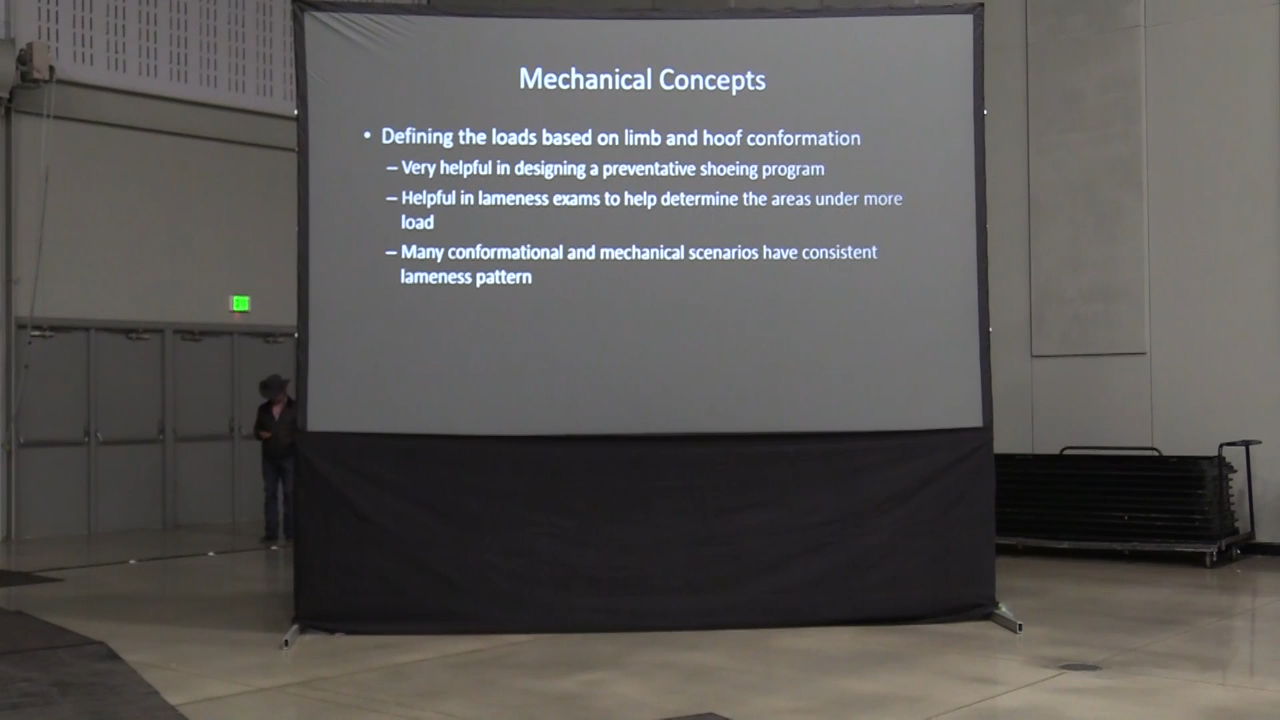 Mechanical Concepts
• Defining the loads based on limb and hoof conformation
– Very helpful in designing a preventative shoeing program
– Helpful in lameness exams to help determine the areas under more
load
– Many conformational and mechanical scenarios have consistent
lameness pattern